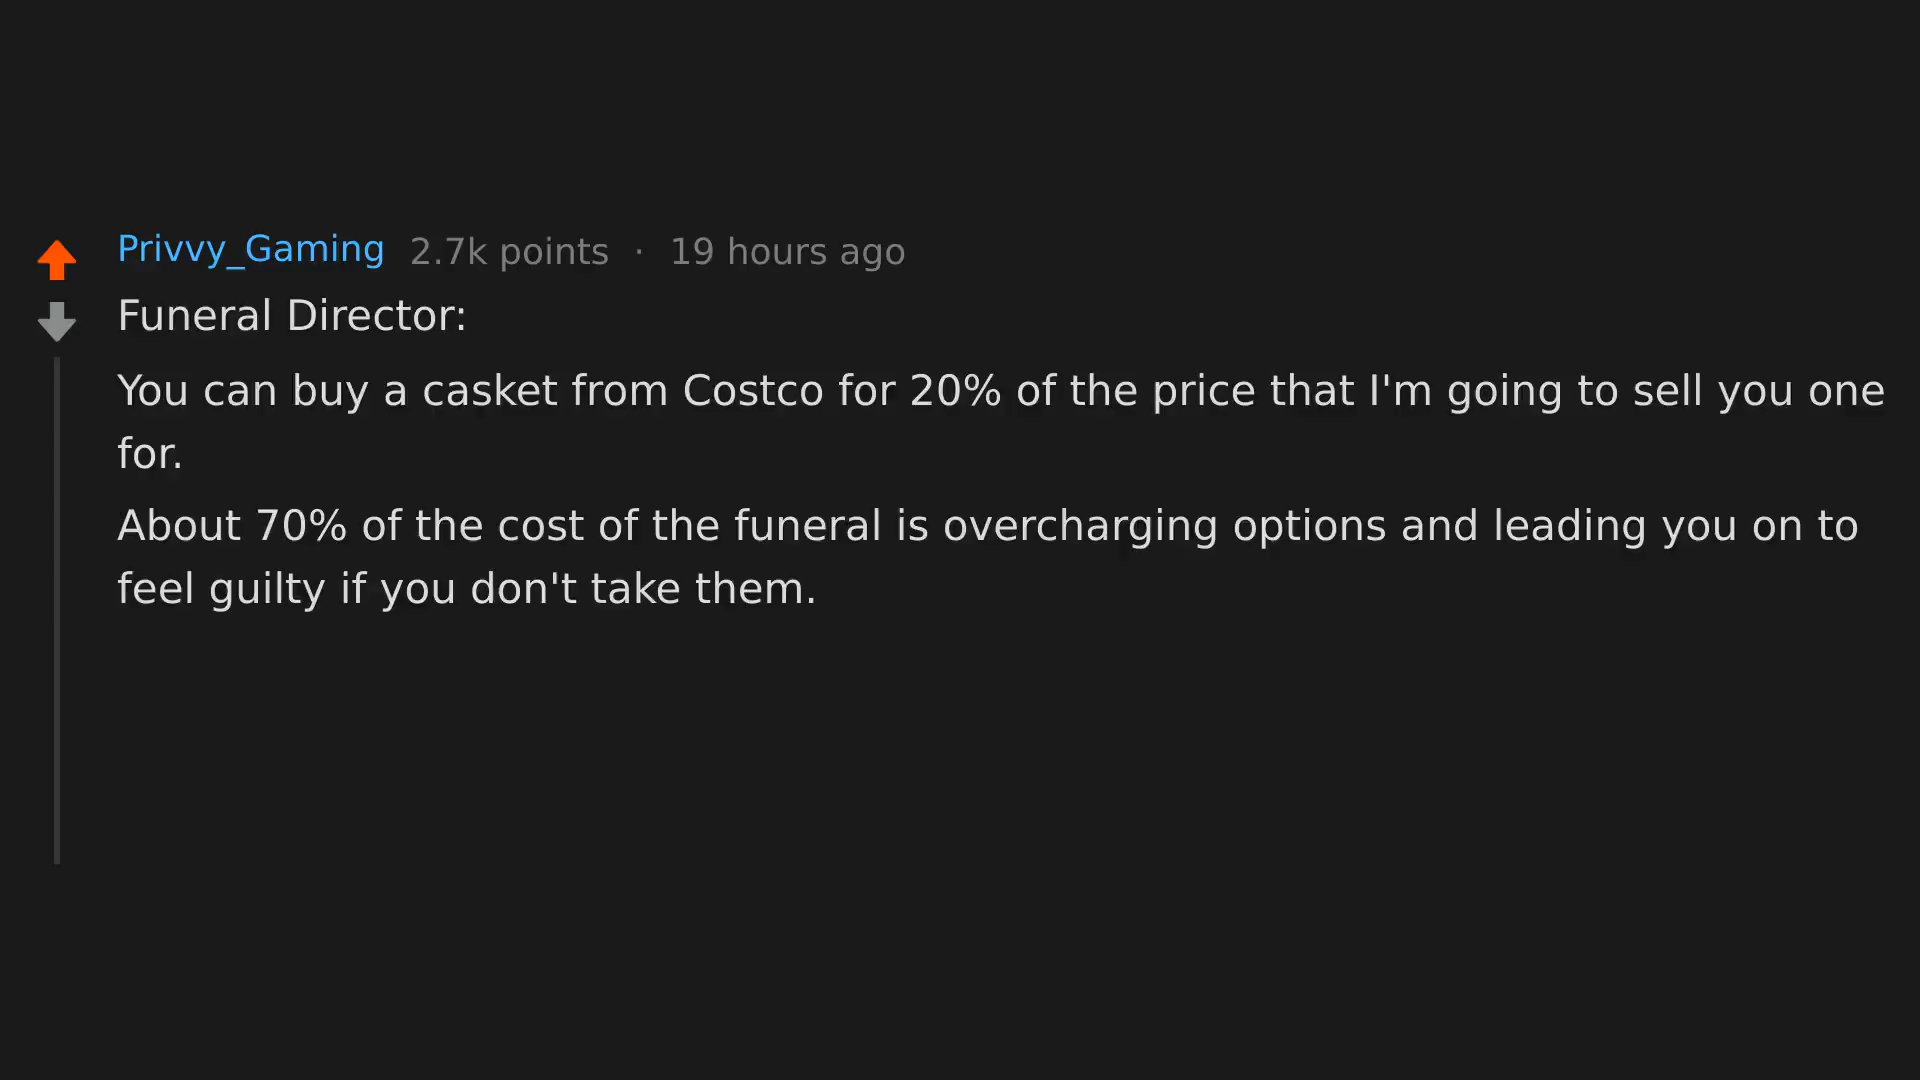 Privvy_Gaming 2.7k points · 19 hours ago
Funeral Director:
You can buy a casket from Costco for 20% of the price that I'm going to sell you one
for.
About 70% of the cost of the funeral is overcharging options and leading you on to
feel guilty if you don't take them.